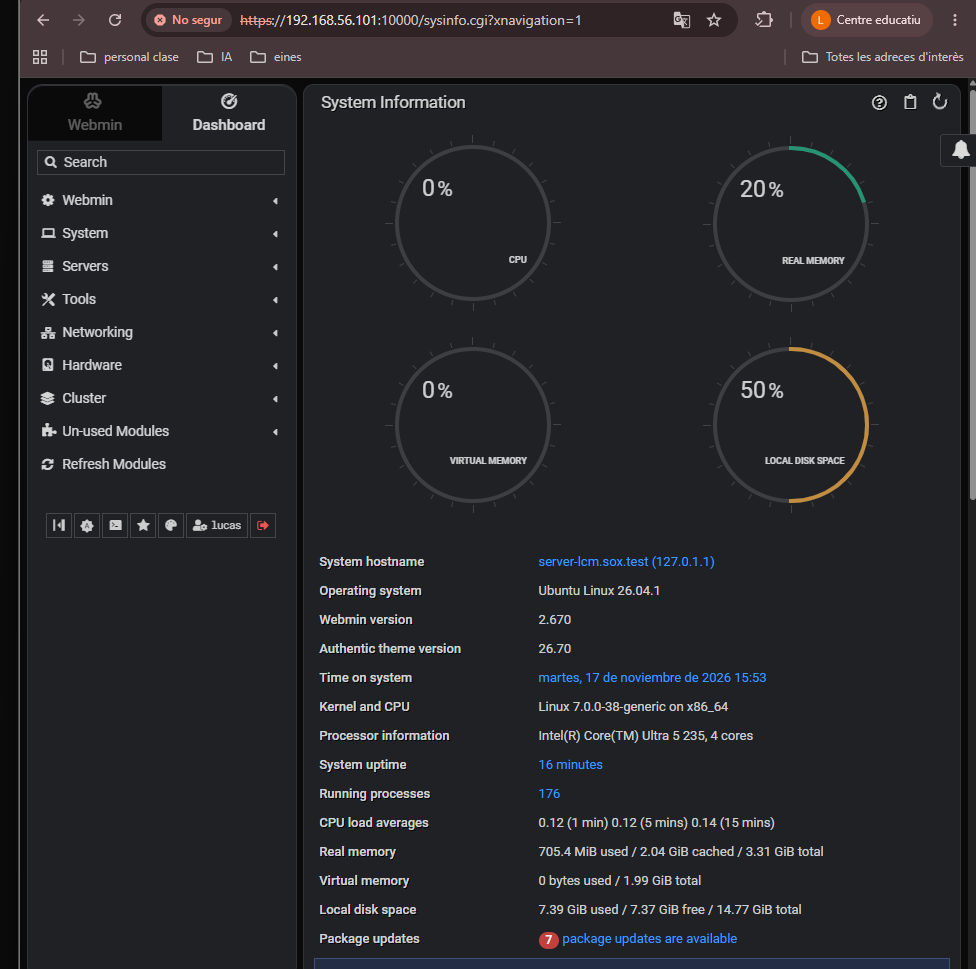 No segur https://192.168.56.101:10000/sysinfo.cgi?xnavigation=1 L Centre educatiu
personal clase IA eines Totes les adreces d'interès
Webmin
Dashboard
Search
Webmin
System
Servers
Tools
Networking
Hardware
Cluster
Un-used Modules
Refresh Modules
lucas
System Information
0%
CPU
20%
REAL MEMORY
0%
VIRTUAL MEMORY
50%
LOCAL DISK SPACE
System hostname server-lcm.sox.test (127.0.1.1)
Operating system Ubuntu Linux 26.04.1
Webmin version 2.670
Authentic theme version 26.70
Time on system martes, 17 de noviembre de 2026 15:53
Kernel and CPU Linux 7.0.0-38-generic on x86_64
Processor information Intel(R) Core(TM) Ultra 5 235, 4 cores
System uptime 16 minutes
Running processes 176
CPU load averages 0.12 (1 min) 0.12 (5 mins) 0.14 (15 mins)
Real memory 705.4 MiB used / 2.04 GiB cached / 3.31 GiB total
Virtual memory 0 bytes used / 1.99 GiB total
Local disk space 7.39 GiB used / 7.37 GiB free / 14.77 GiB total
Package updates 7 package updates are available